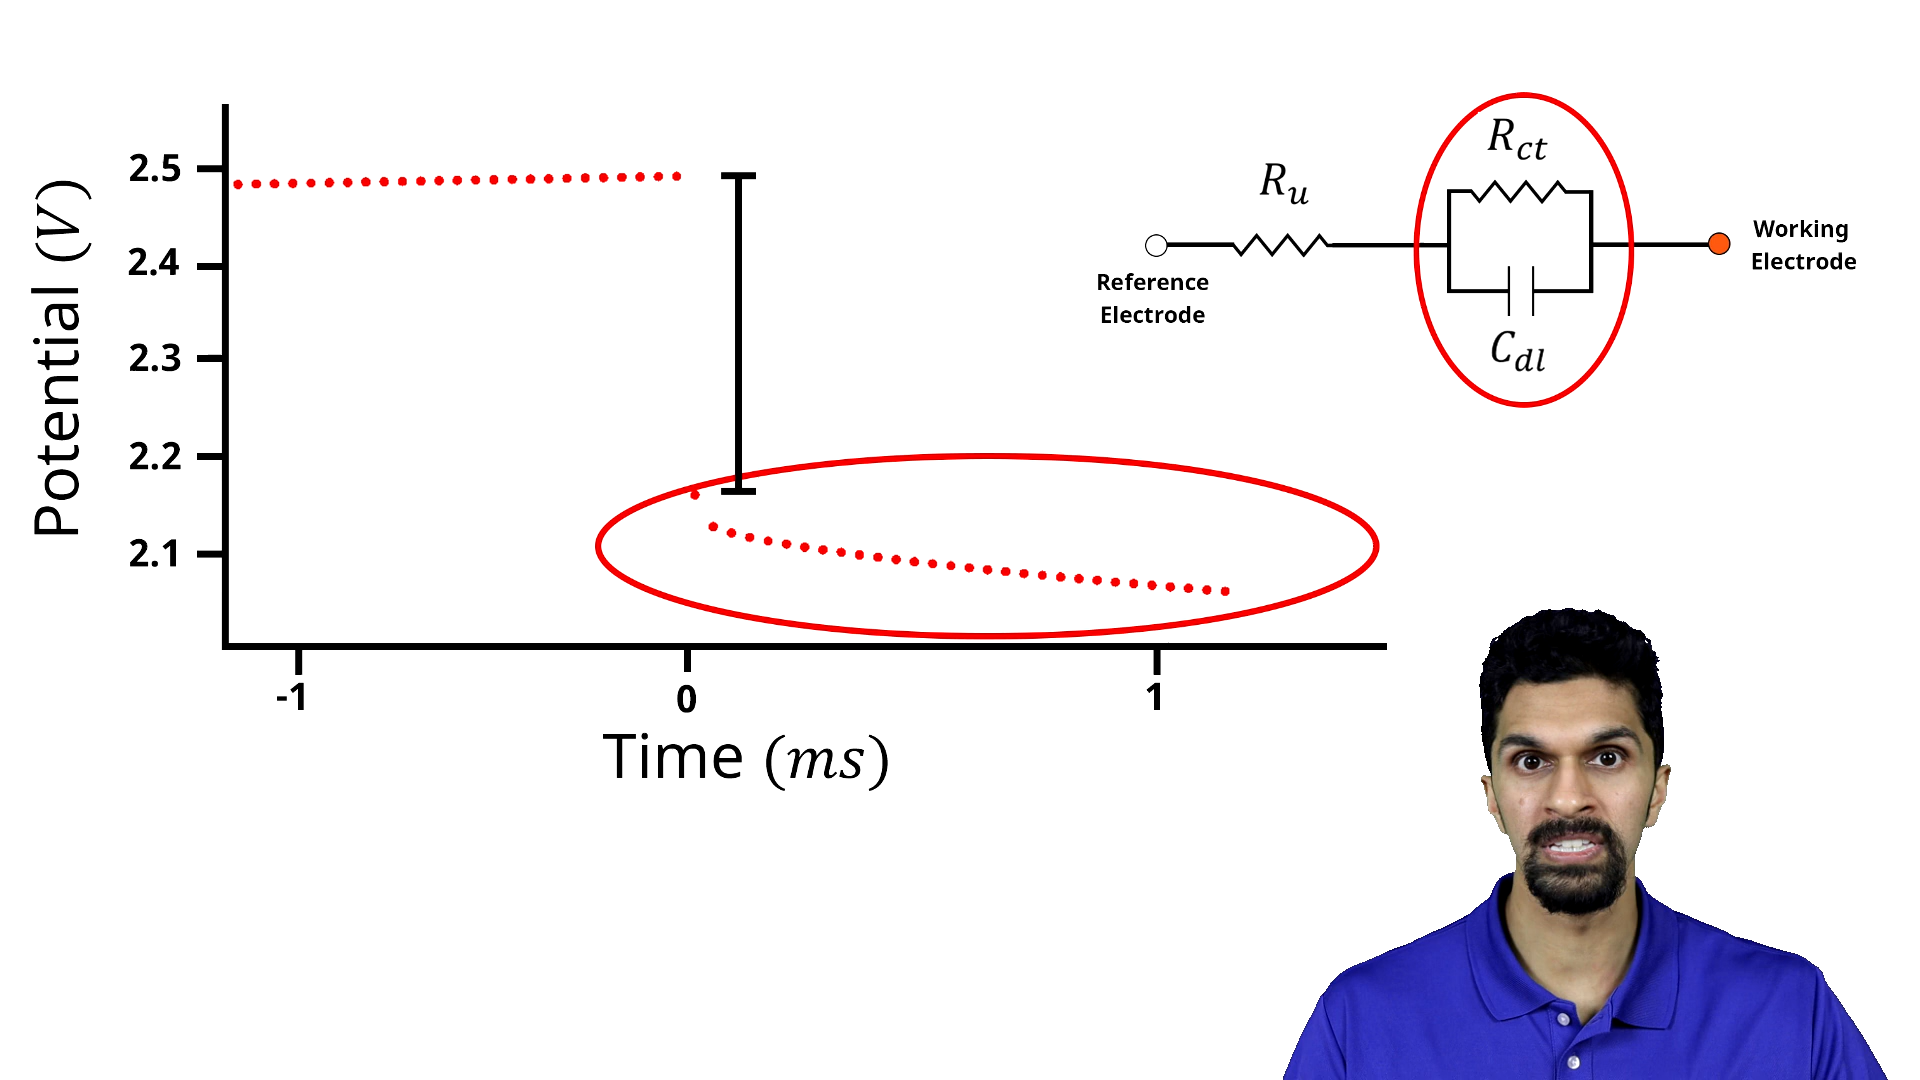 Potential (V)
2.5
2.4
2.3
2.2
2.1
-1
0
1
Time (ms)
R_u
R_ct
C_dl
Reference
Electrode
Working
Electrode